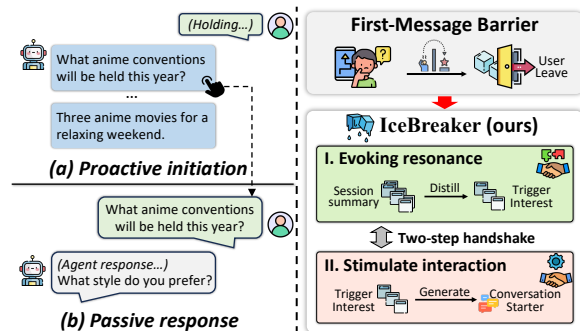 (Holding…)
What anime conventions
will be held this year?
...
Three anime movies for a
relaxing weekend.
(a) Proactive initiation
What anime conventions
will be held this year?
(Agent response…)
What style do you prefer?
(b) Passive response
First-Message Barrier
?
User
Leave
IceBreaker (ours)
I. Evoking resonance
Session
summary
Distill
Trigger
Interest
Two-step handshake
II. Stimulate interaction
Trigger
Interest
Generate
Conversation
Starter